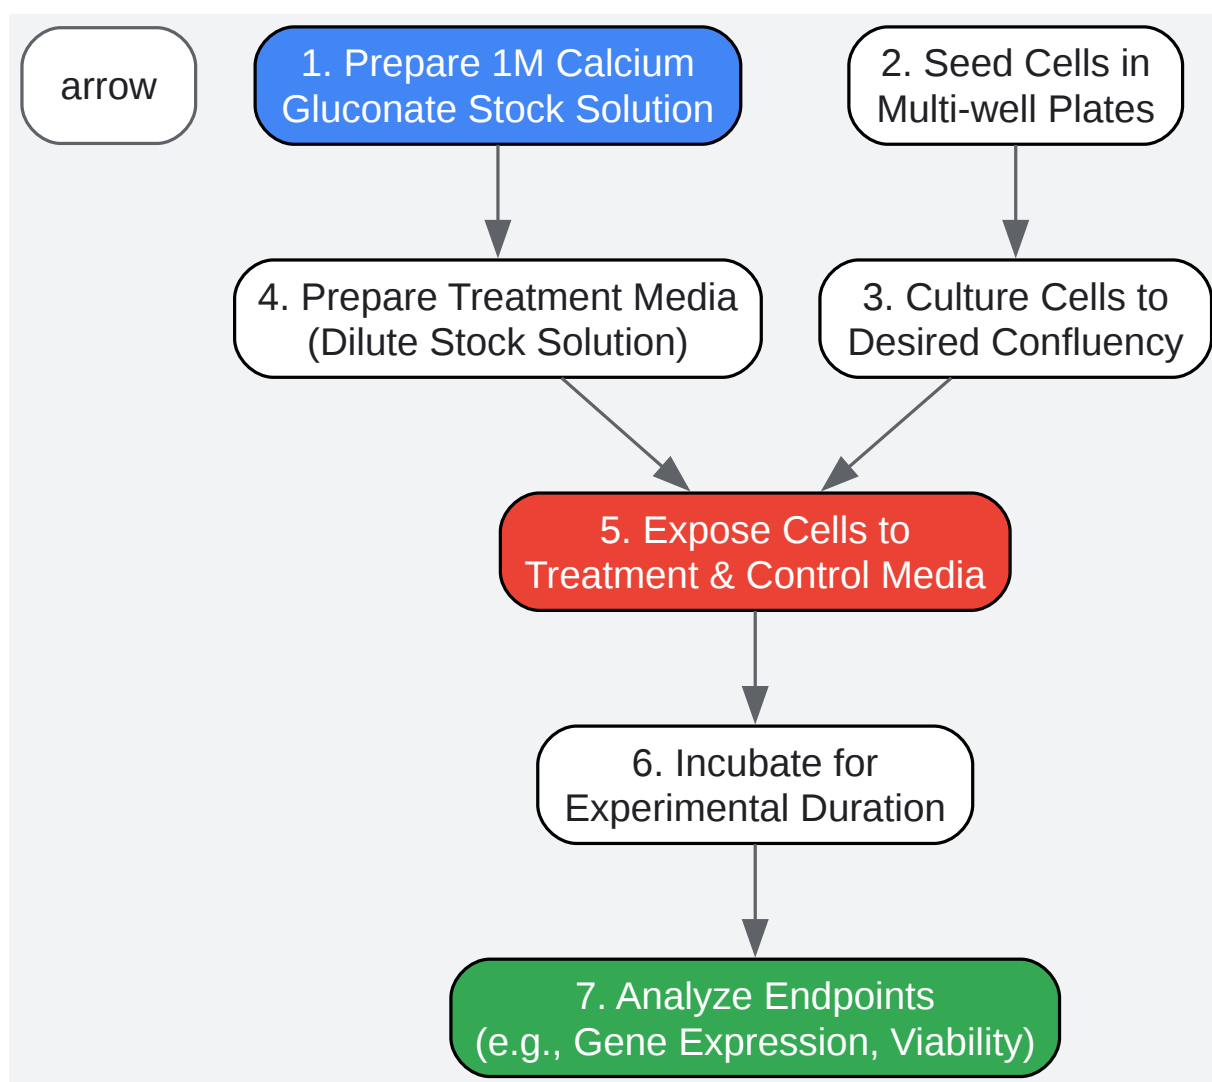 arrow
1. Prepare 1M Calcium
Gluconate Stock Solution
2. Seed Cells in
Multi-well Plates
4. Prepare Treatment Media
(Dilute Stock Solution)
3. Culture Cells to
Desired Confluency
5. Expose Cells to
Treatment & Control Media
6. Incubate for
Experimental Duration
7. Analyze Endpoints
(e.g., Gene Expression, Viability)